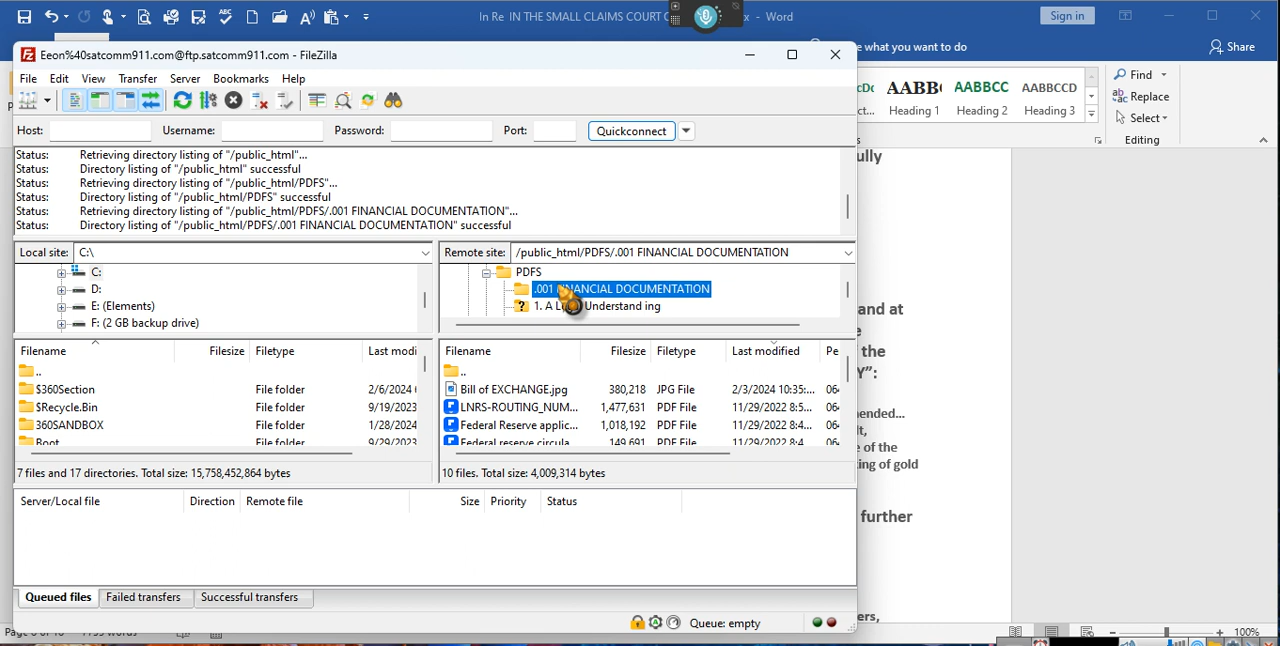 In Re IN THE SMALL CLAIMS COURT
x - Word
Sign in
Eeon%40satcomm911.com@ftp.satcomm911.com - FileZilla
e what you want to do
Share
File Edit View Transfer Server Bookmarks Help
Find
AABBCC AABBCCD
Replace
Heading 1 Heading 2 Heading 3
Select
Host: Username: Password: Port: Quickconnect
Editing
Status: Retrieving directory listing of "/public_html"...
ully
Status: Directory listing of "/public_html" successful
Status: Retrieving directory listing of "/public_html/PDFS"...
Status: Directory listing of "/public_html/PDFS" successful
Status: Retrieving directory listing of "/public_html/PDFS/.001 FINANCIAL DOCUMENTATION"...
Status: Directory listing of "/public_html/PDFS/.001 FINANCIAL DOCUMENTATION" successful
Local site: C:\
Remote site: /public_html/PDFS/.001 FINANCIAL DOCUMENTATION
C:
D:
E: (Elements)
F: (2 GB backup drive)
PDFS
.001 FINANCIAL DOCUMENTATION
1. A Understand ing
and at
the
Y":
ended...
lt,
e of the
ing of gold
further
ers,
Filename Filesize Filetype Last modi
..
$360Section File folder 2/6/2024
$Recycle.Bin File folder 9/19/2023
360SANDBOX File folder 1/28/2024
Boot File folder 9/29/2023
7 files and 17 directories. Total size: 15,758,452,864 bytes
Filename Filesize Filetype Last modified Pe
..
Bill of EXCHANGE.jpg 380,218 JPG File 2/3/2024 10:35:...
LNRS-ROUTING_NUM... 1,477,631 PDF File 11/29/2022 8:5...
Federal Reserve applic... 1,018,192 PDF File 11/29/2022 8:4...
Federal reserve circula 149,691 PDF File 11/29/2022 8:4
10 files. Total size: 4,009,314 bytes
Server/Local file Direction Remote file Size Priority Status
Queued files Failed transfers Successful transfers
Queue: empty
100%